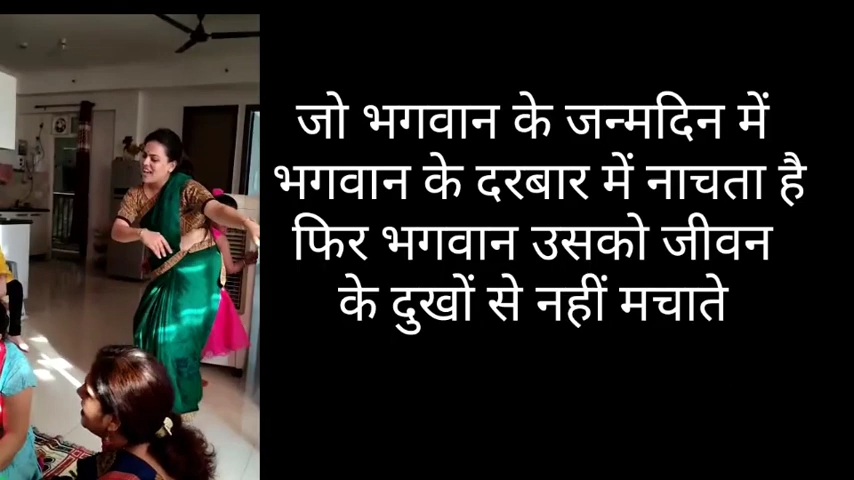 जो भगवान के जन्मदिन में
भगवान के दरबार में नाचता है
फिर भगवान उसको जीवन
के दुखों से नहीं मचाते